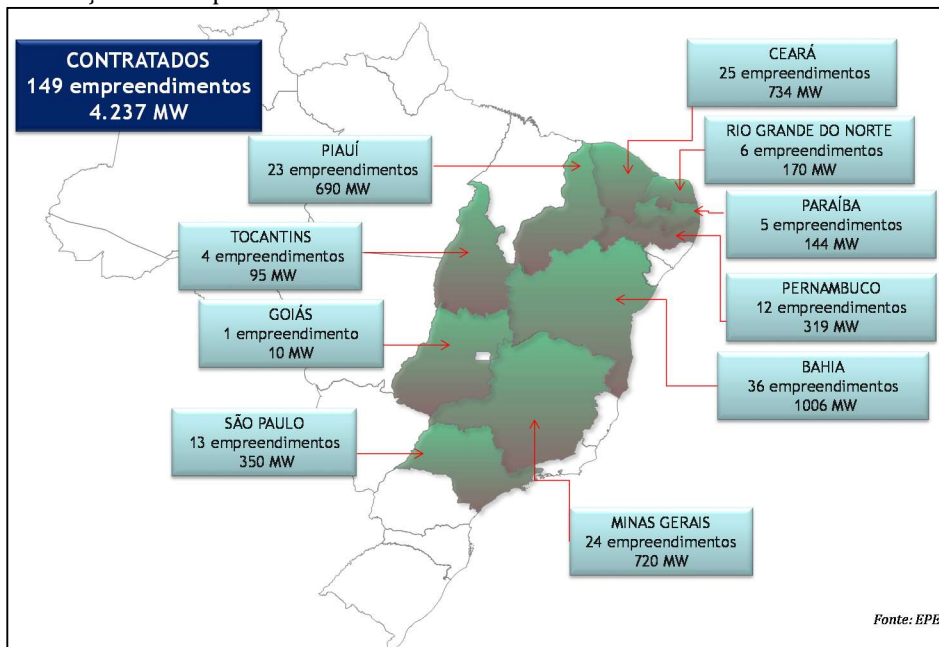 CONTRATADOS
149 empreendimentos
4.237 MW
CEARÁ
25 empreendimentos
734 MW
RIO GRANDE DO NORTE
6 empreendimentos
170 MW
PIAUÍ
23 empreendimentos
690 MW
PARAÍBA
5 empreendimentos
144 MW
TOCANTINS
4 empreendimentos
95 MW
PERNAMBUCO
12 empreendimentos
319 MW
GOIÁS
1 empreendimento
10 MW
BAHIA
36 empreendimentos
1006 MW
SÃO PAULO
13 empreendimentos
350 MW
MINAS GERAIS
24 empreendimentos
720 MW
Fonte: EPE